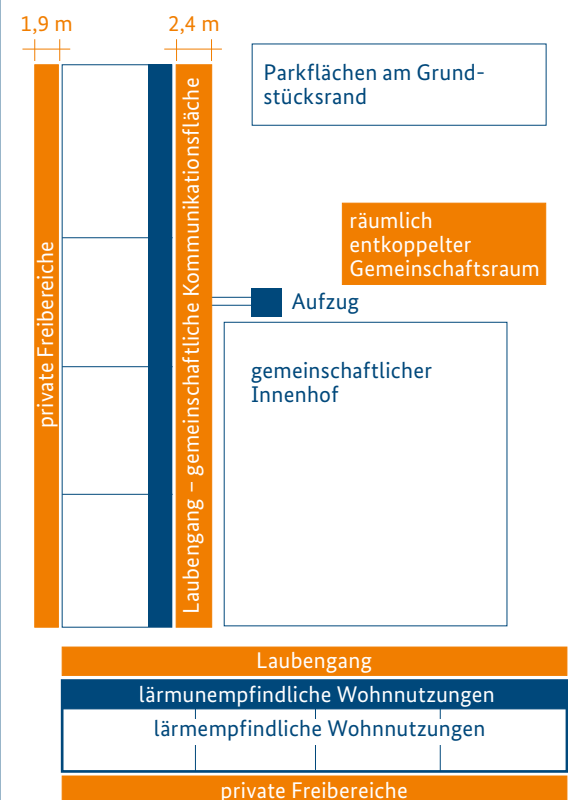 1,9 m
2,4 m
Parkflächen am Grund-
stücksrand
räumlich
entkoppelter
Gemeinschaftsraum
Aufzug
gemeinschaftlicher
Innenhof
private Freibereiche
Laubengang – gemeinschaftliche Kommunikationsfläche
Laubengang
lärmunempfindliche Wohnnutzungen
lärmempfindliche Wohnnutzungen
private Freibereiche